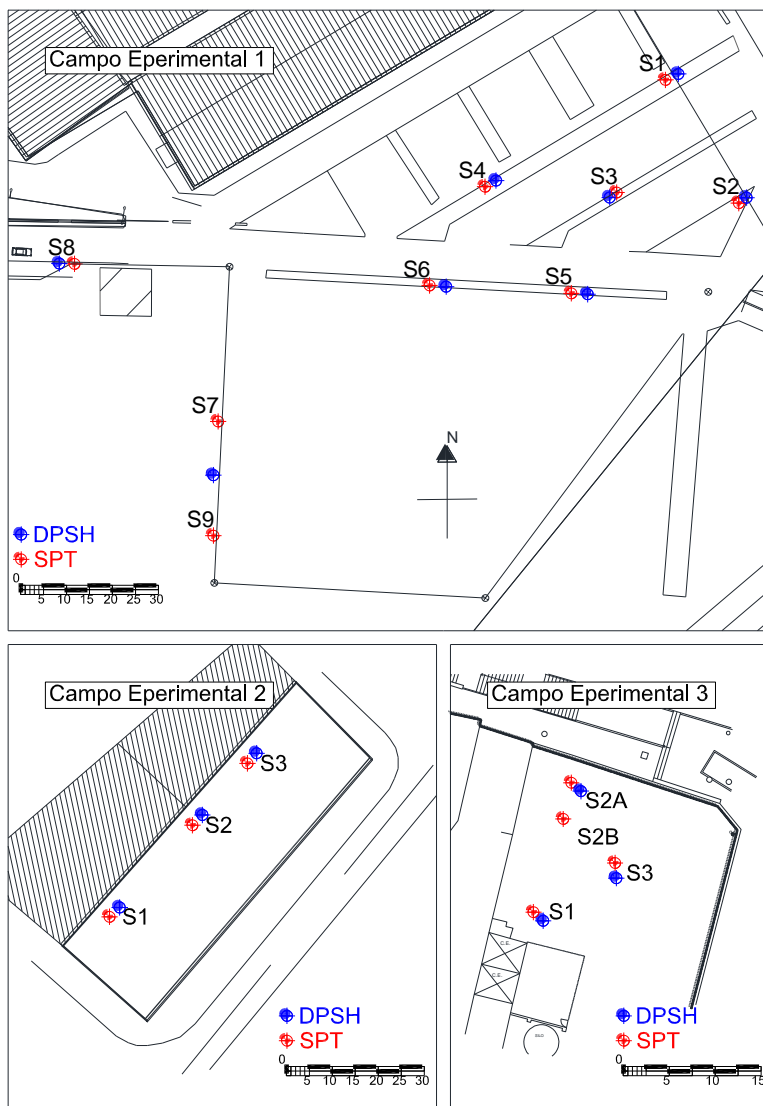 Campo Eperimental 1
S1
S4
S3
S2
S8
S6
S5
S7
N
S9
DPSH
SPT
0
5 10 15 20 25 30
Campo Eperimental 2
S3
S2
S1
DPSH
SPT
0
5 10 15 20 25 30
Campo Eperimental 3
S2A
S2B
S3
S1
C.E.
C.E.
SILO
DPSH
SPT
0
5 10 15